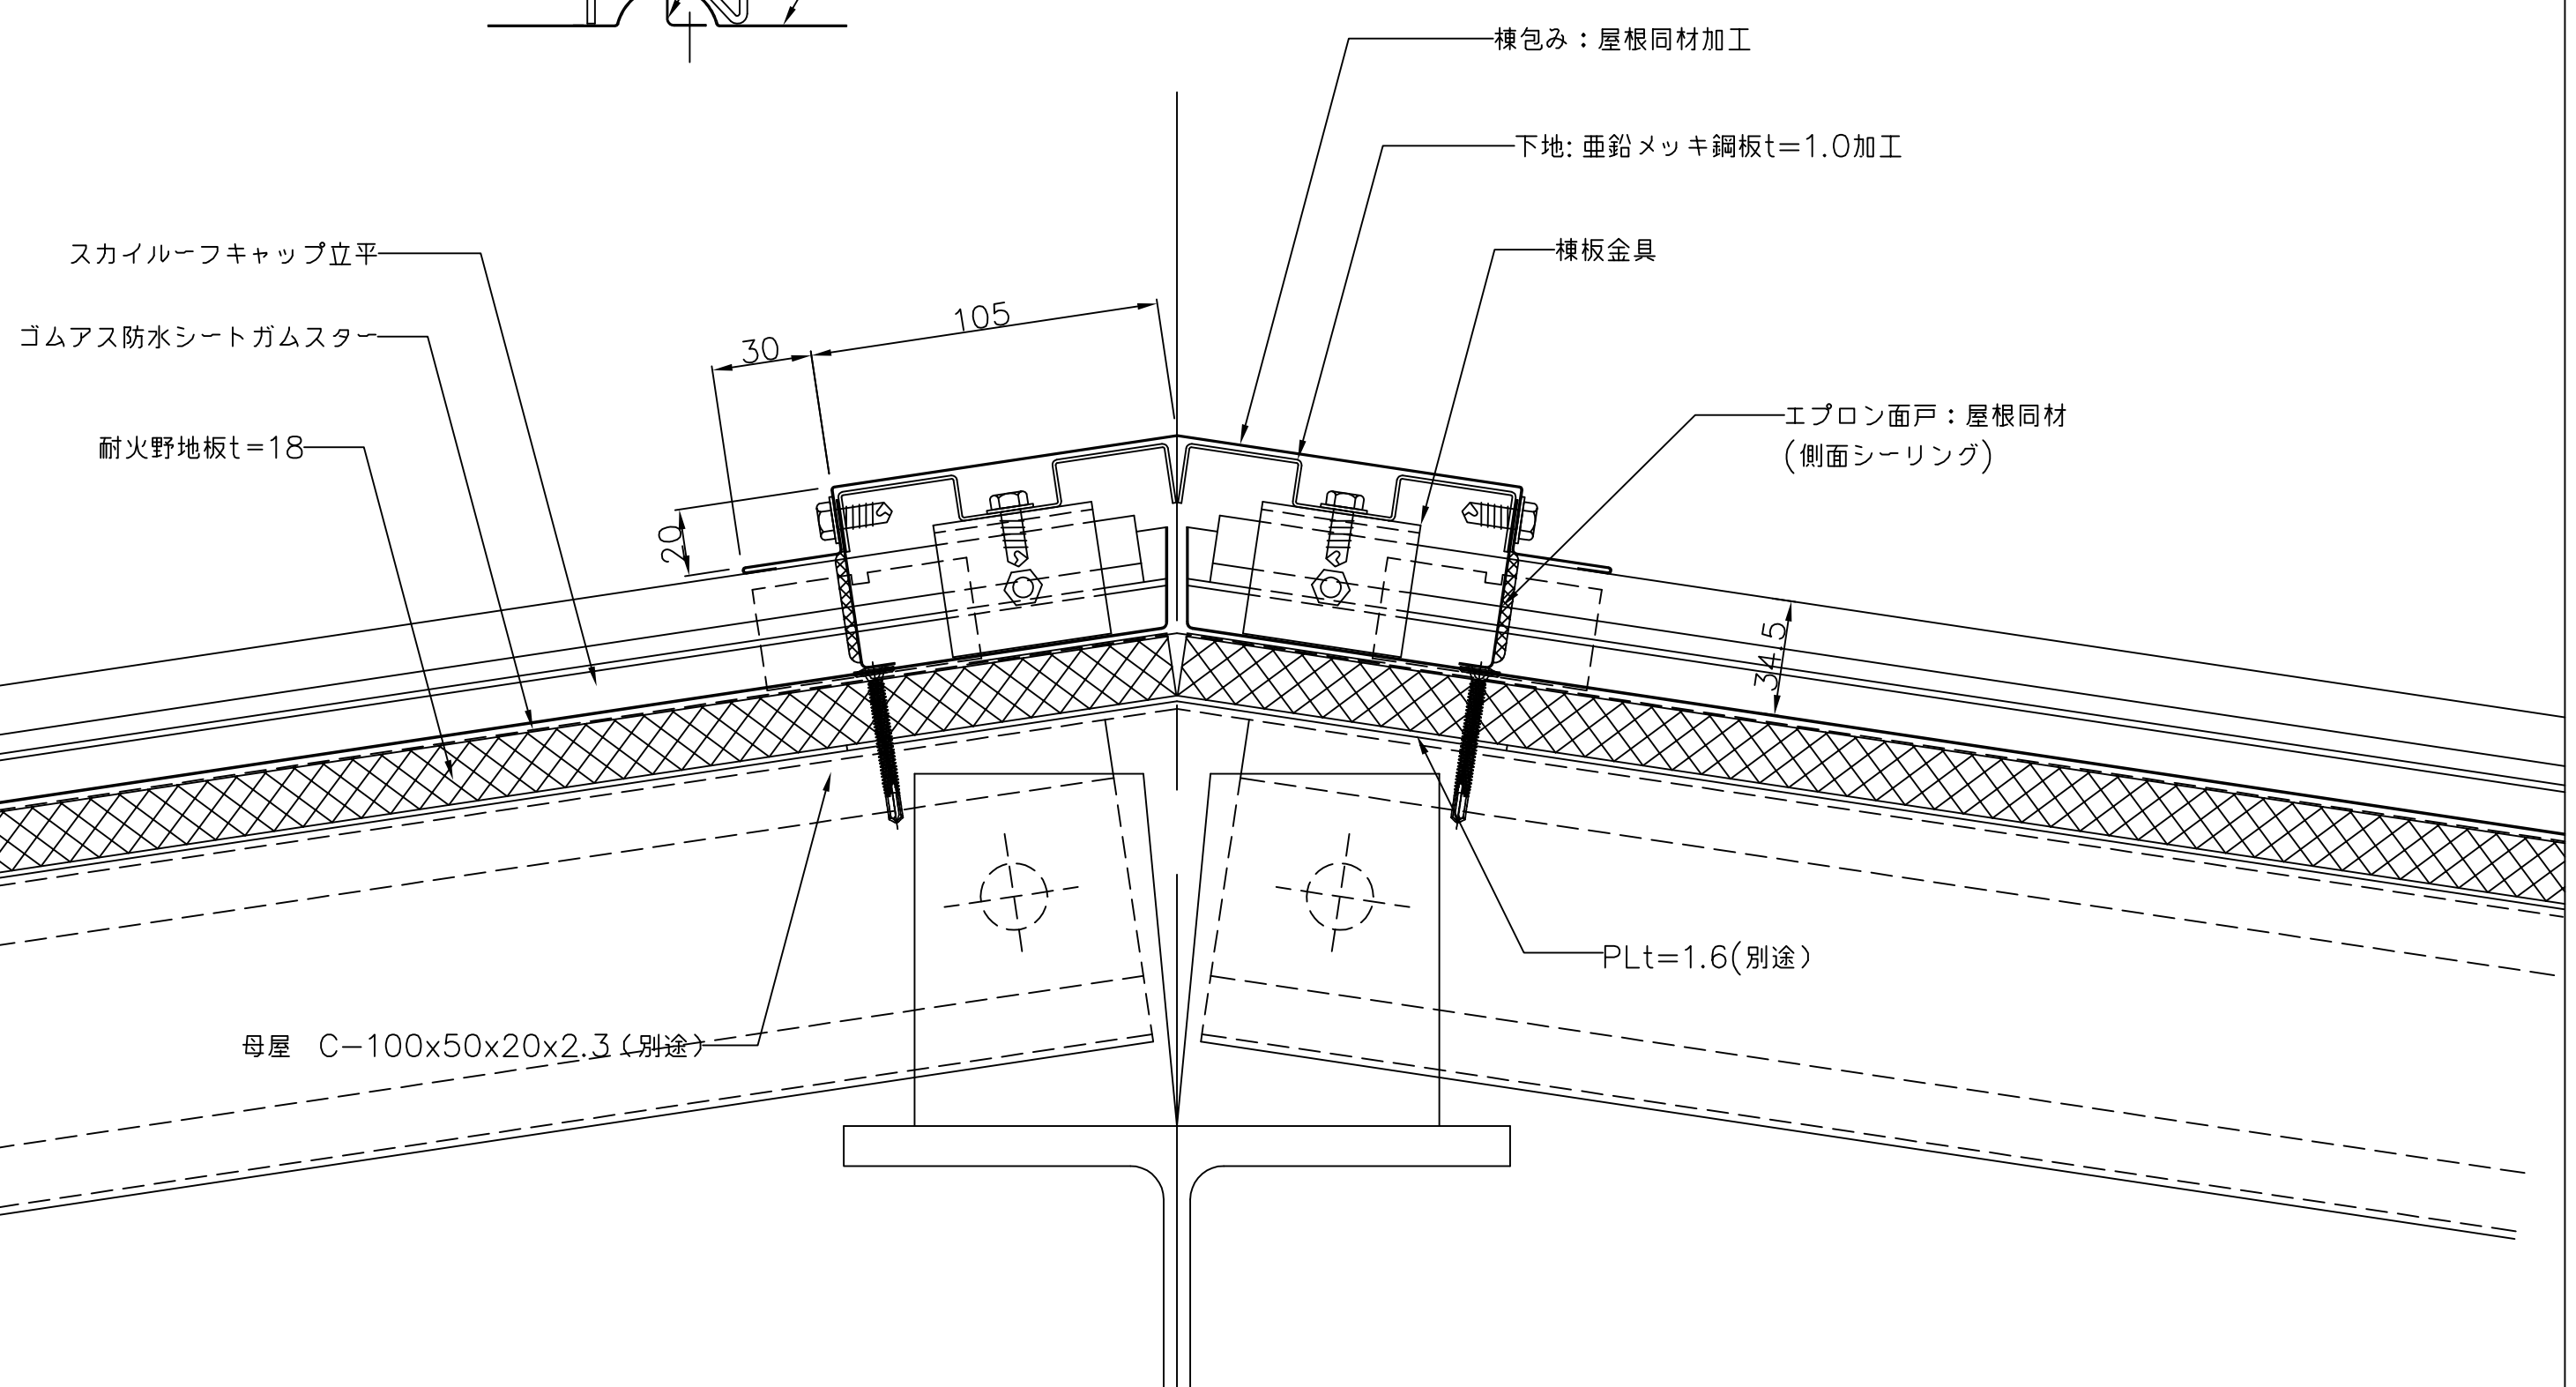 棟包み：屋根同材加工
下地: 亜鉛メッキ鋼板t=1.0加工
棟板金具
スカイルーフキャップ立平
ゴムアス防水シートガムスター
耐火野地板t=18
105
30
20
エプロン面戸：屋根同材
(側面シーリング)
34.5
PLt=1.6(別途)
母屋　C-100x50x20x2.3(別途)